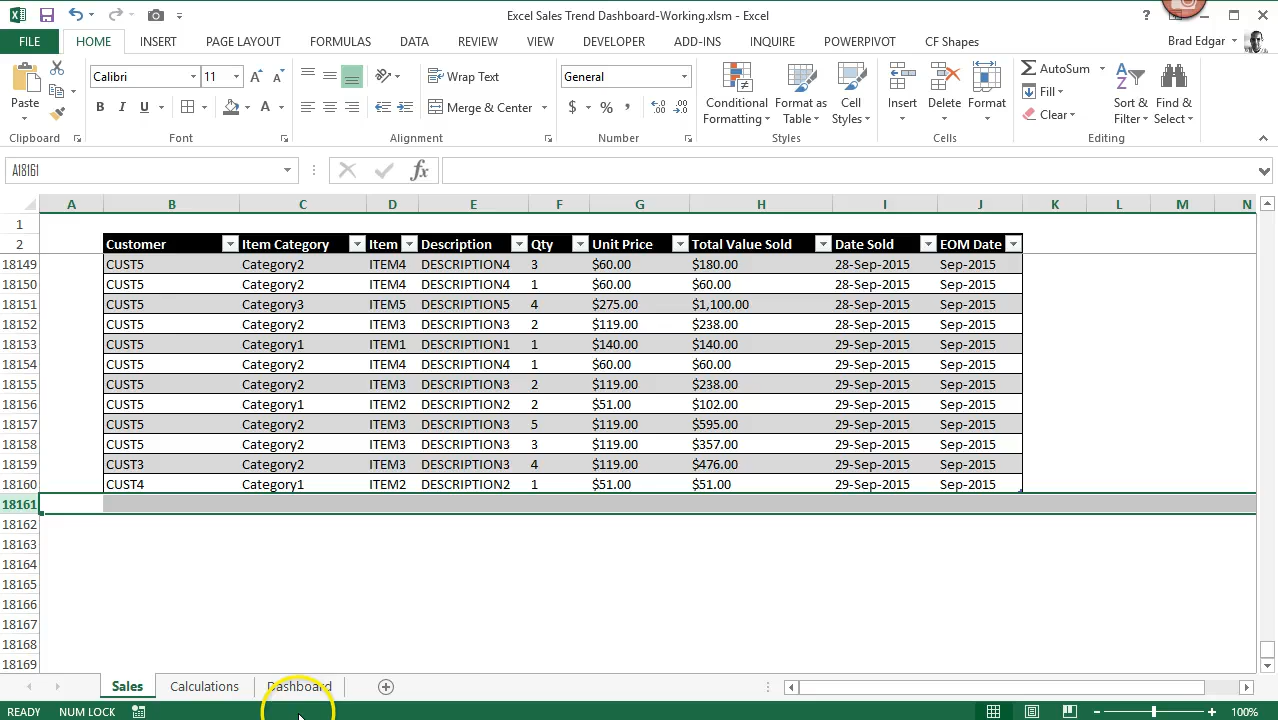 Excel Sales Trend Dashboard-Working.xlsm - Excel
?
FILE HOME INSERT PAGE LAYOUT FORMULAS DATA REVIEW VIEW DEVELOPER ADD-INS INQUIRE POWERPIVOT CF Shapes Brad Edgar
Paste Calibri 11 A A Wrap Text General Conditional Formatting Format as Table Cell Styles Insert Delete Format AutoSum Fill Clear Sort & Filter Find & Select
B I U A Merge & Center $ % ,
Clipboard Font Alignment Number Styles Cells Editing
A18161 fx
A B C D E F G H I J K L M N
1
2 Customer Item Category Item Description Qty Unit Price Total Value Sold Date Sold EOM Date
18149 CUST5 Category2 ITEM4 DESCRIPTION4 3 $60.00 $180.00 28-Sep-2015 Sep-2015
18150 CUST5 Category2 ITEM4 DESCRIPTION4 1 $60.00 $60.00 28-Sep-2015 Sep-2015
18151 CUST5 Category3 ITEM5 DESCRIPTION5 4 $275.00 $1,100.00 28-Sep-2015 Sep-2015
18152 CUST5 Category2 ITEM3 DESCRIPTION3 2 $119.00 $238.00 28-Sep-2015 Sep-2015
18153 CUST5 Category1 ITEM1 DESCRIPTION1 1 $140.00 $140.00 29-Sep-2015 Sep-2015
18154 CUST5 Category2 ITEM4 DESCRIPTION4 1 $60.00 $60.00 29-Sep-2015 Sep-2015
18155 CUST5 Category2 ITEM3 DESCRIPTION3 2 $119.00 $238.00 29-Sep-2015 Sep-2015
18156 CUST5 Category1 ITEM2 DESCRIPTION2 2 $51.00 $102.00 29-Sep-2015 Sep-2015
18157 CUST5 Category2 ITEM3 DESCRIPTION3 5 $119.00 $595.00 29-Sep-2015 Sep-2015
18158 CUST5 Category2 ITEM3 DESCRIPTION3 3 $119.00 $357.00 29-Sep-2015 Sep-2015
18159 CUST3 Category2 ITEM3 DESCRIPTION3 4 $119.00 $476.00 29-Sep-2015 Sep-2015
18160 CUST4 Category1 ITEM2 DESCRIPTION2 1 $51.00 $51.00 29-Sep-2015 Sep-2015
18161
18162
18163
18164
18165
18166
18167
18168
18169
Sales Calculations Dashboard
READY NUM LOCK 100%